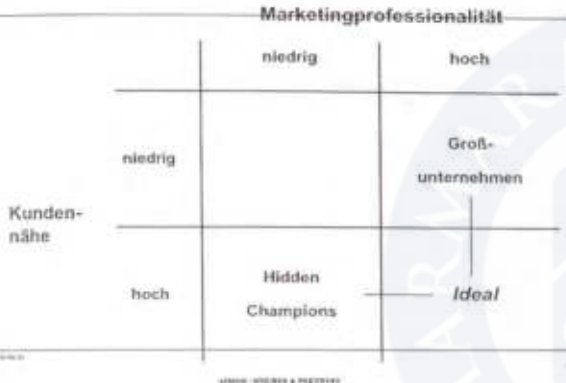 Marketingprofessionalität
niedrig hoch
niedrig
Groß-
unternehmen
Kunden-
nähe
hoch
Hidden
Champions
Ideal